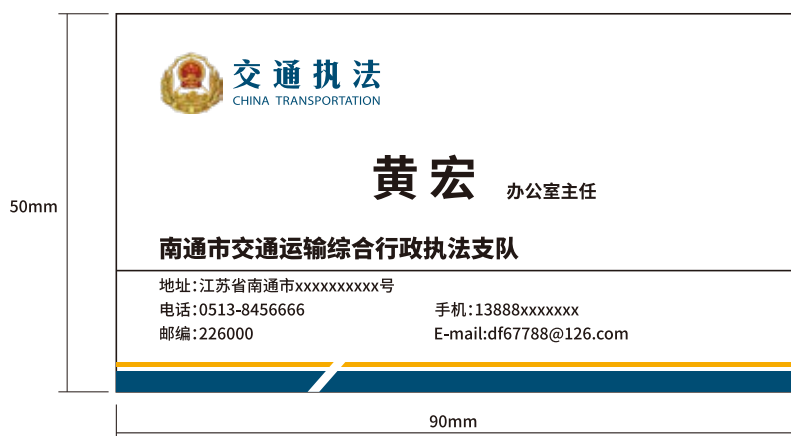 交通执法
CHINA TRANSPORTATION
黄宏 办公室主任
50mm
南通市交通运输综合行政执法支队
地址:江苏省南通市xxxxxxxxxx号
电话:0513-8456666 手机:13888xxxxxxx
邮编:226000 E-mail:df67788@126.com
90mm